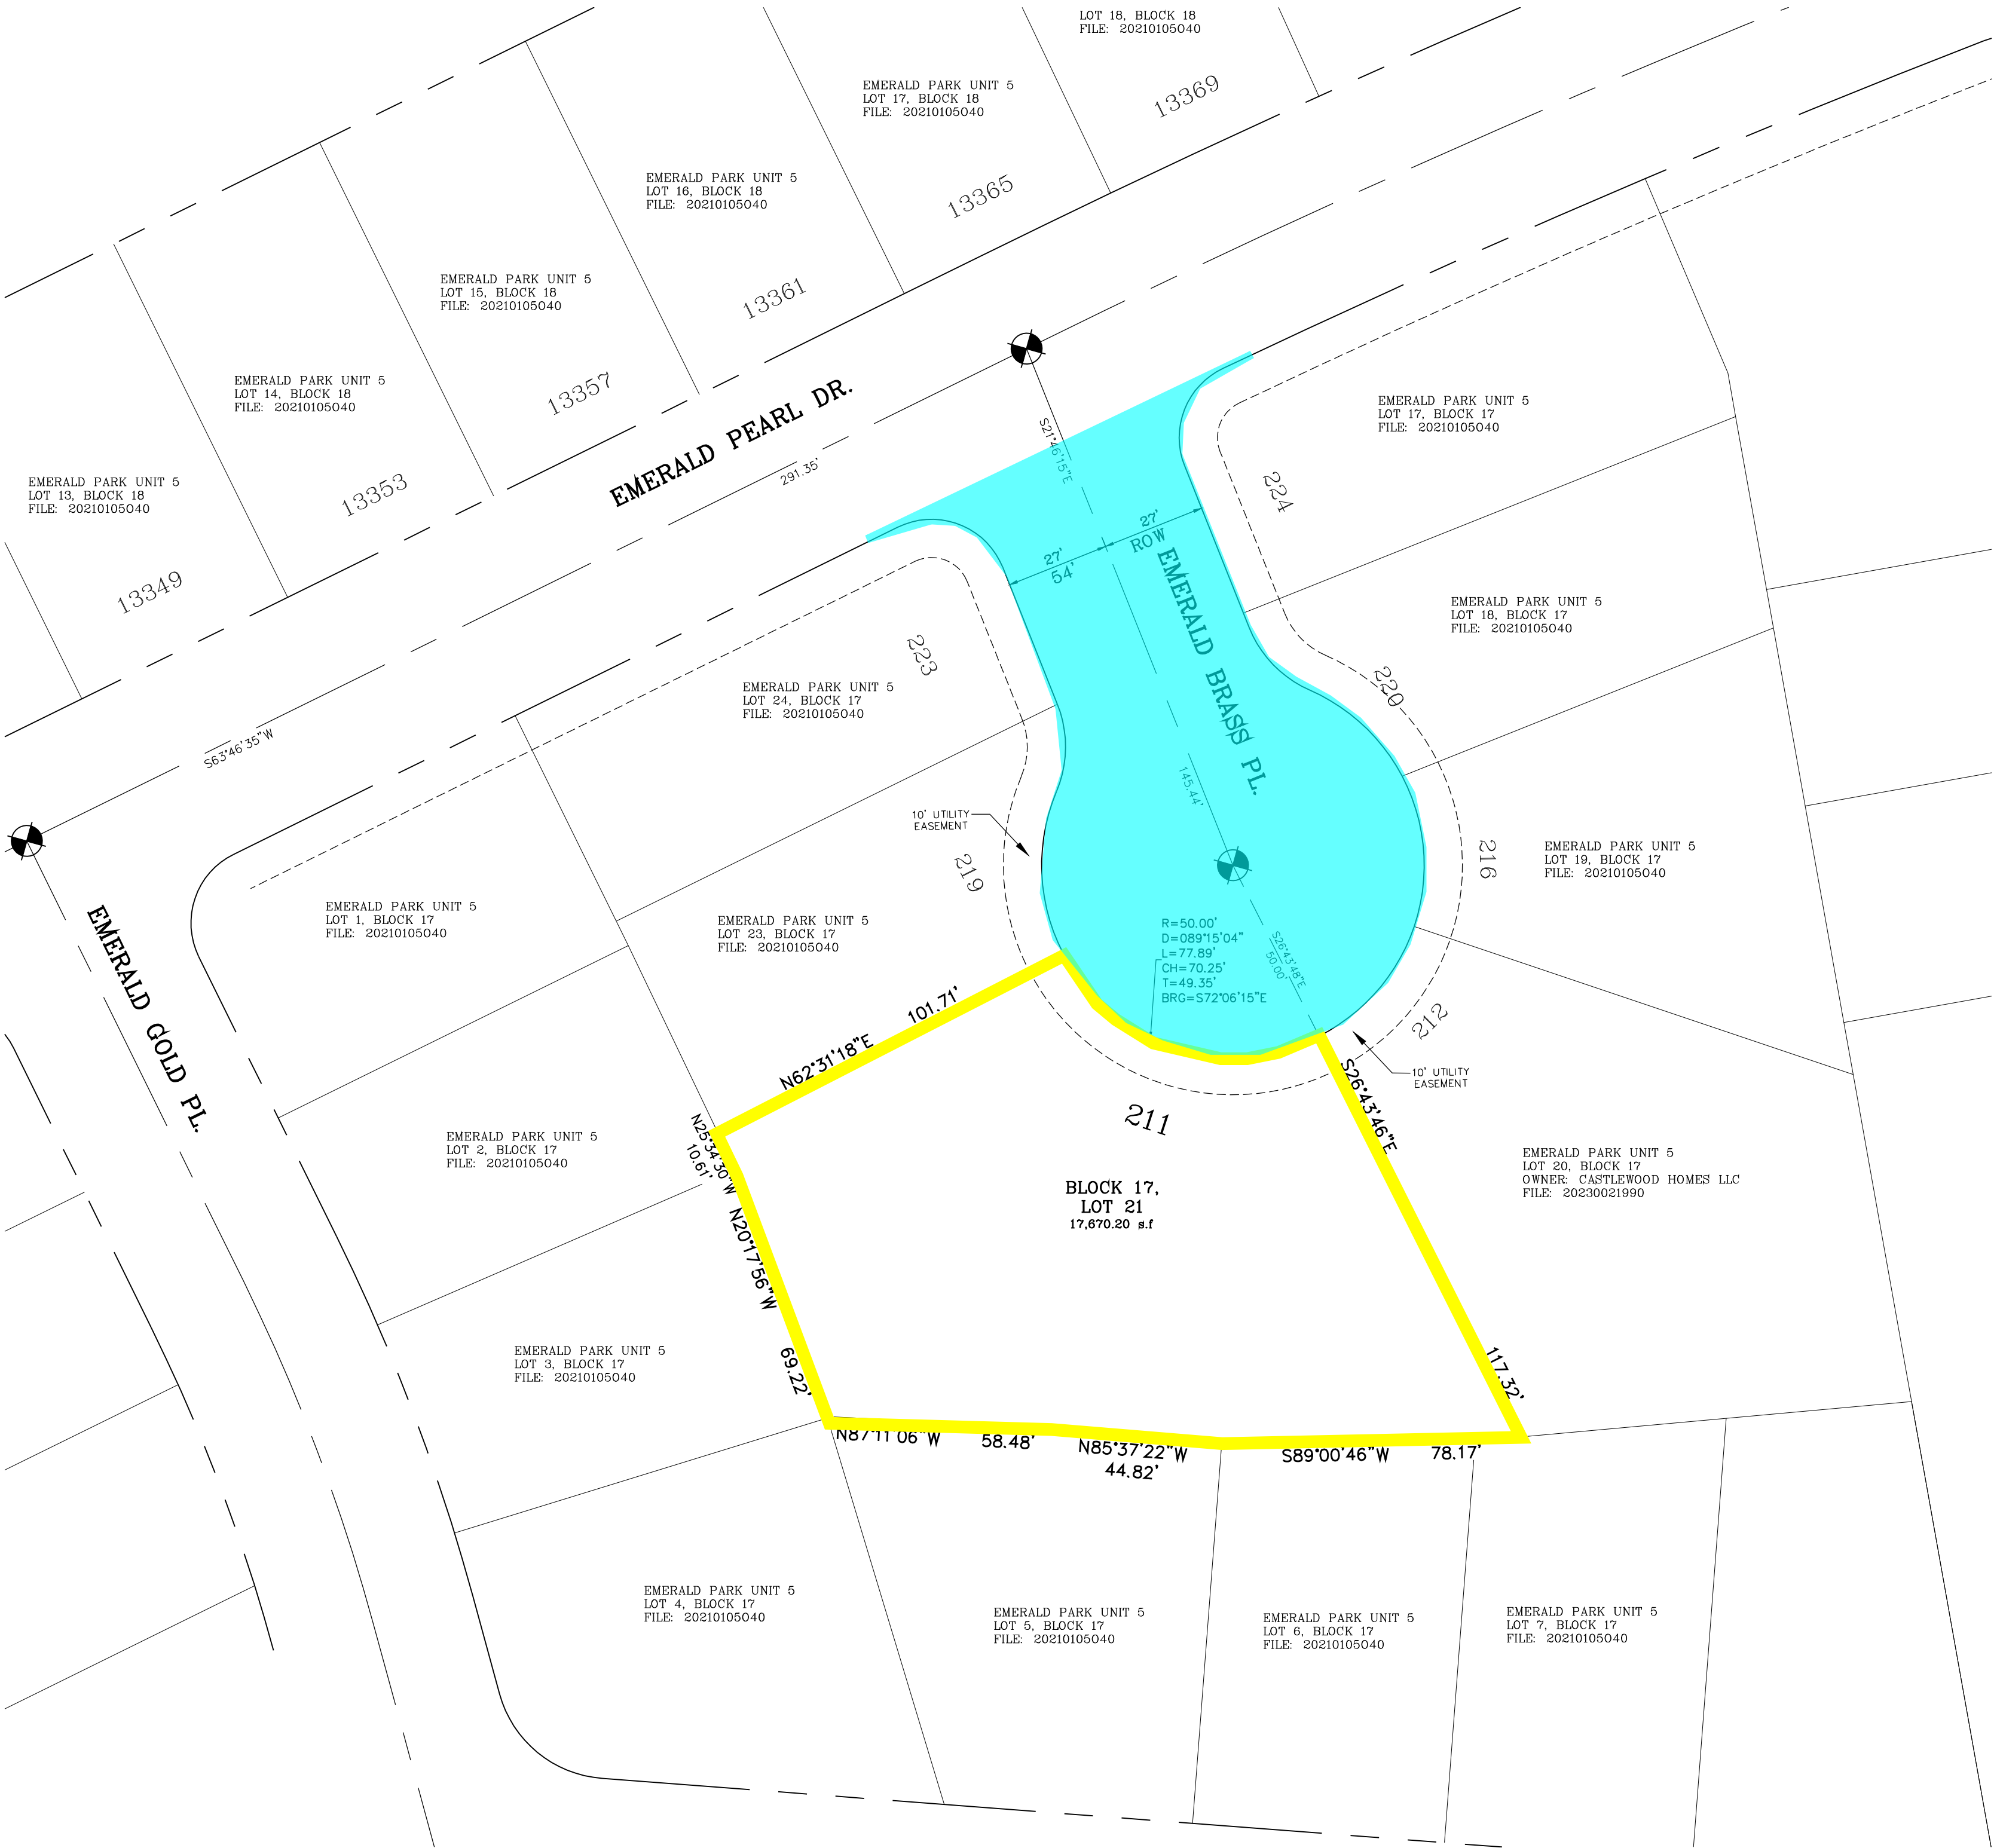 LOT 18, BLOCK 18
FILE: 20210105040
13369
EMERALD PARK UNIT 5
LOT 17, BLOCK 18
FILE: 20210105040
13365
EMERALD PARK UNIT 5
LOT 16, BLOCK 18
FILE: 20210105040
13361
EMERALD PARK UNIT 5
LOT 15, BLOCK 18
FILE: 20210105040
13357
EMERALD PARK UNIT 5
LOT 14, BLOCK 18
FILE: 20210105040
13353
EMERALD PARK UNIT 5
LOT 13, BLOCK 18
FILE: 20210105040
13349
EMERALD PEARL DR.
291.35'
S63°46'35"W
S21°46'15"E
27'
27'
54'
ROW
EMERALD BRASS PL.
145.44'
EMERALD PARK UNIT 5
LOT 17, BLOCK 17
FILE: 20210105040
224
EMERALD PARK UNIT 5
LOT 18, BLOCK 17
FILE: 20210105040
220
EMERALD PARK UNIT 5
LOT 24, BLOCK 17
FILE: 20210105040
223
10' UTILITY
EASEMENT
219
216
EMERALD PARK UNIT 5
LOT 19, BLOCK 17
FILE: 20210105040
EMERALD PARK UNIT 5
LOT 1, BLOCK 17
FILE: 20210105040
EMERALD PARK UNIT 5
LOT 23, BLOCK 17
FILE: 20210105040
R=50.00'
D=089°15'04"
L=77.89'
CH=70.25'
T=49.35'
BRG=S72°06'15"E
S26°43'48"E
50.00'
212
10' UTILITY
EASEMENT
EMERALD GOLD PL.
N62°31'18"E
101.71'
211
S26°43'46"E
117.32'
N25°34'30"W
10.61'
EMERALD PARK UNIT 5
LOT 2, BLOCK 17
FILE: 20210105040
BLOCK 17,
LOT 21
17,670.20 s.f
EMERALD PARK UNIT 5
LOT 20, BLOCK 17
OWNER: CASTLEWOOD HOMES LLC
FILE: 20230021990
N20°17'56"W
69.22'
EMERALD PARK UNIT 5
LOT 3, BLOCK 17
FILE: 20210105040
N87°11'06"W
58.48'
N85°37'22"W
44.82'
S89°00'46"W
78.17'
EMERALD PARK UNIT 5
LOT 4, BLOCK 17
FILE: 20210105040
EMERALD PARK UNIT 5
LOT 5, BLOCK 17
FILE: 20210105040
EMERALD PARK UNIT 5
LOT 6, BLOCK 17
FILE: 20210105040
EMERALD PARK UNIT 5
LOT 7, BLOCK 17
FILE: 20210105040